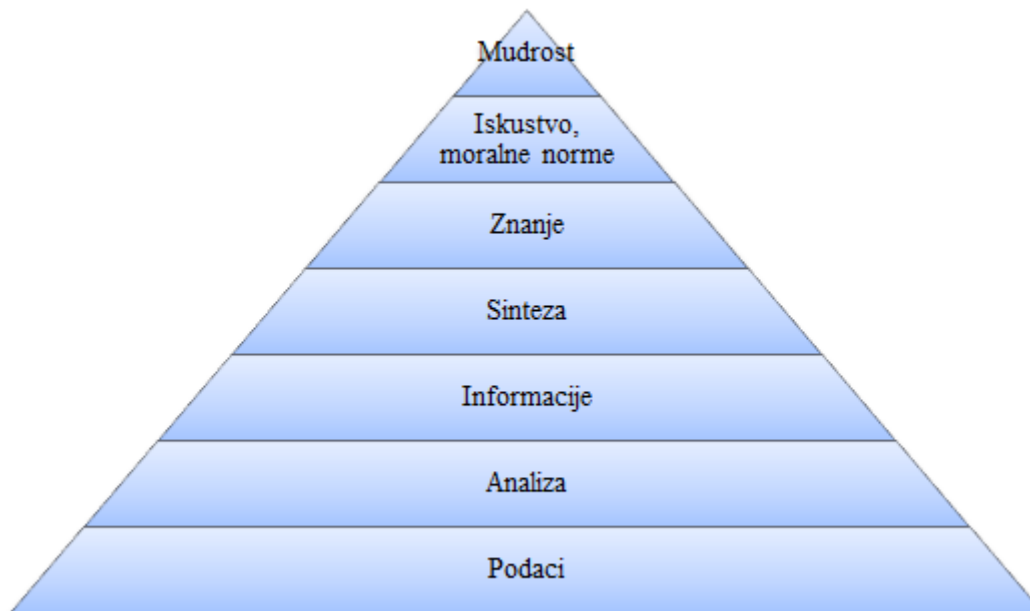 Mudrost
Iskustvo,
moralne norme
Znanje
Sinteza
Informacije
Analiza
Podaci